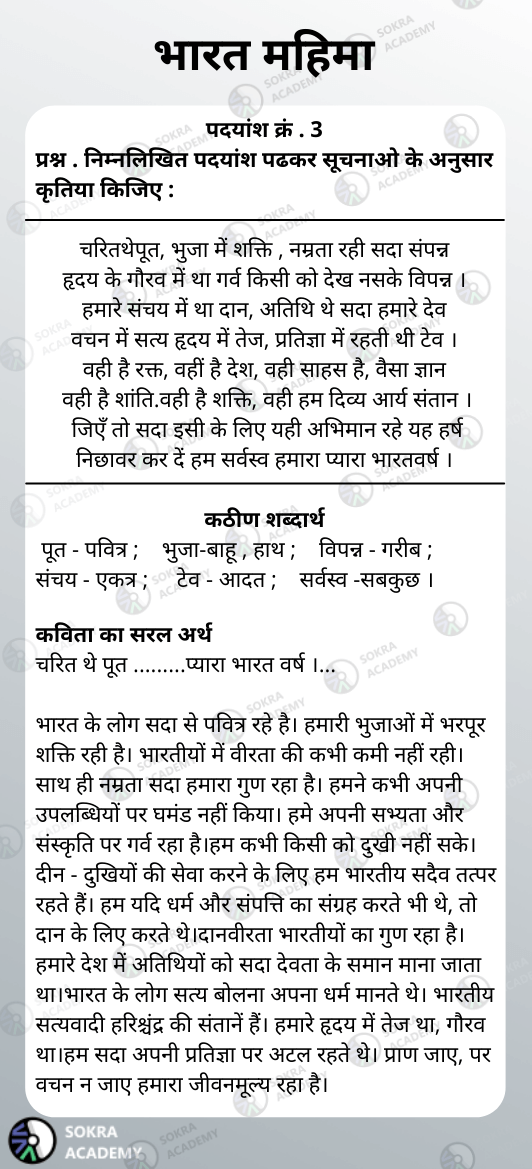 भारत महिमा
पदयांश क्रं . 3
प्रश्न . निम्नलिखित पदयांश पढकर सूचनाओ के अनुसार
कृतिया किजिए :
चरितथेपूत, भुजा में शक्ति , नम्रता रही सदा संपन्न
हृदय के गौरव में था गर्व किसी को देख नसके विपन्न ।
हमारे संचय में था दान, अतिथि थे सदा हमारे देव
वचन में सत्य हृदय में तेज, प्रतिज्ञा में रहती थी टेव ।
वही है रक्त, वहीं है देश, वही साहस है, वैसा ज्ञान
वही है शांति.वही है शक्ति, वही हम दिव्य आर्य संतान ।
जिएँ तो सदा इसी के लिए यही अभिमान रहे यह हर्ष
निछावर कर दें हम सर्वस्व हमारा प्यारा भारतवर्ष ।
कठीण शब्दार्थ
पूत - पवित्र ; भुजा-बाहू , हाथ ; विपन्न - गरीब ;
संचय - एकत्र ; टेव - आदत ; सर्वस्व -सबकुछ ।
कविता का सरल अर्थ
चरित थे पूत .........प्यारा भारत वर्ष ।...
भारत के लोग सदा से पवित्र रहे है। हमारी भुजाओं में भरपूर
शक्ति रही है। भारतीयों में वीरता की कभी कमी नहीं रही।
साथ ही नम्रता सदा हमारा गुण रहा है। हमने कभी अपनी
उपलब्धियों पर घमंड नहीं किया। हमे अपनी सभ्यता और
संस्कृति पर गर्व रहा है।हम कभी किसी को दुखी नहीं सके।
दीन - दुखियों की सेवा करने के लिए हम भारतीय सदैव तत्पर
रहते हैं। हम यदि धर्म और संपत्ति का संग्रह करते भी थे, तो
दान के लिए करते थे।दानवीरता भारतीयों का गुण रहा है।
हमारे देश में अतिथियों को सदा देवता के समान माना जाता
था।भारत के लोग सत्य बोलना अपना धर्म मानते थे। भारतीय
सत्यवादी हरिश्चंद्र की संतानें हैं। हमारे हृदय में तेज था, गौरव
था।हम सदा अपनी प्रतिज्ञा पर अटल रहते थे। प्राण जाए, पर
वचन न जाए हमारा जीवनमूल्य रहा है।
SOKRA
ACADEMY